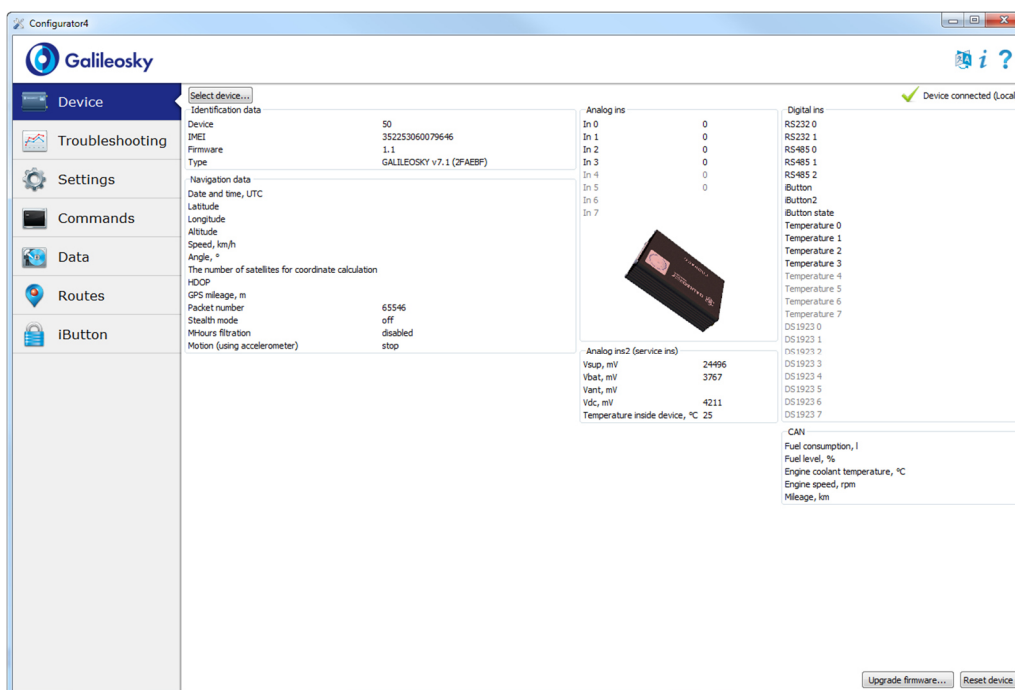 Configurator4
Galileosky
Device
Troubleshooting
Settings
Commands
Data
Routes
iButton
Select device...
Device connected (Local
Identification data
Device 50
IMEI 352253060079646
Firmware 1.1
Type GALILEOSKY v7.1 (2FAEBF)
Navigation data
Date and time, UTC
Latitude
Longitude
Altitude
Speed, km/h
Angle, °
The number of satellites for coordinate calculation
HDOP
GPS mileage, m
Packet number 65546
Stealth mode off
MHours filtration disabled
Motion (using accelerometer) stop
Analog ins
In 0 0
In 1 0
In 2 0
In 3 0
In 4 0
In 5 0
In 6
In 7
Analog ins2 (service ins)
Vsup, mV 24496
Vbat, mV 3767
Vant, mV
Vdc, mV 4211
Temperature inside device, °C 25
Digital ins
RS232 0
RS232 1
RS485 0
RS485 1
RS485 2
iButton
iButton2
iButton state
Temperature 0
Temperature 1
Temperature 2
Temperature 3
Temperature 4
Temperature 5
Temperature 6
Temperature 7
DS1923 0
DS1923 1
DS1923 2
DS1923 3
DS1923 4
DS1923 5
DS1923 6
DS1923 7
CAN
Fuel consumption, l
Fuel level, %
Engine coolant temperature, °C
Engine speed, rpm
Mileage, km
Upgrade firmware...
Reset device